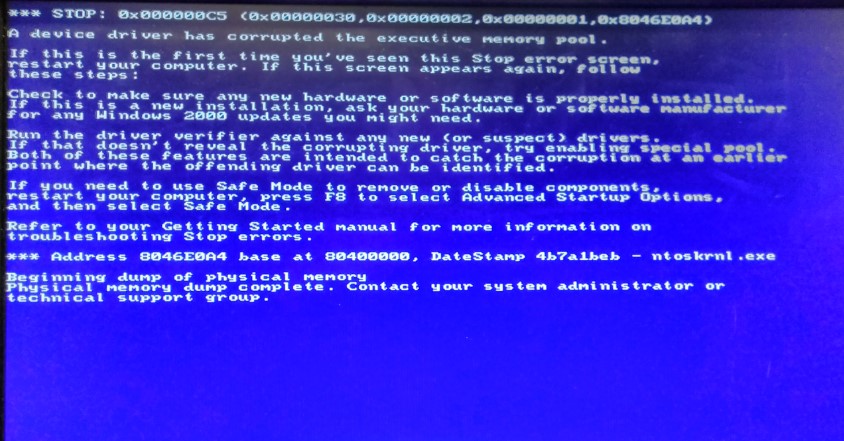 *** STOP: 0x000000C5 (0x00000030,0x00000002,0x00000001,0x8046E0A4)
A device driver has corrupted the executive memory pool.
If this is the first time you've seen this Stop error screen,
restart your computer. If this screen appears again, follow
these steps:
Check to make sure any new hardware or software is properly installed.
If this is a new installation, ask your hardware or software manufacturer
for any Windows 2000 updates you might need.
Run the driver verifier against any new (or suspect) drivers.
If that doesn't reveal the corrupting driver, try enabling special pool.
Both of these features are intended to catch the corruption at an earlier
point where the offending driver can be identified.
If you need to use Safe Mode to remove or disable components,
restart your computer, press F8 to select Advanced Startup Options,
and then select Safe Mode.
Refer to your Getting Started manual for more information on
troubleshooting Stop errors.
*** Address 8046E0A4 base at 80400000, DateStamp 4b7a1beb - ntoskrnl.exe
Beginning dump of physical memory
Physical memory dump complete. Contact your system administrator or
technical support group.